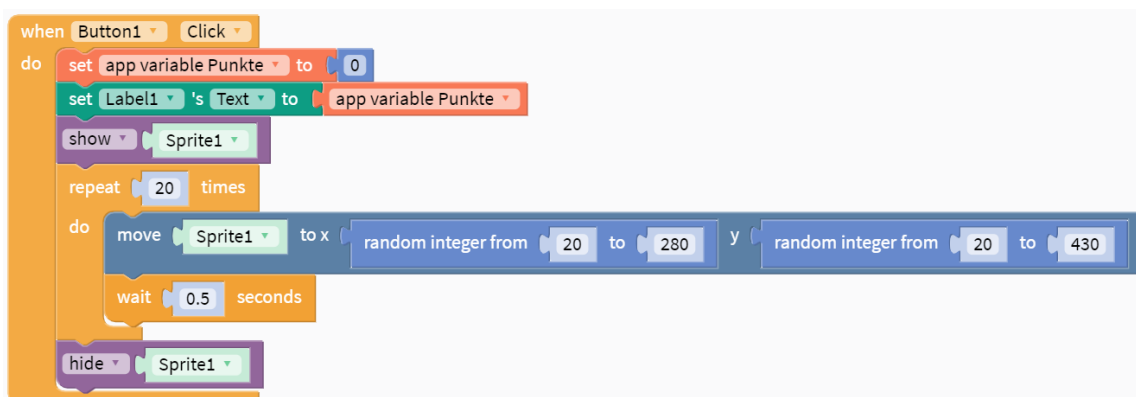 when Button1 Click
do set app variable Punkte to 0
set Label1 's Text to app variable Punkte
show Sprite1
repeat 20 times
do move Sprite1 to x random integer from 20 to 280 y random integer from 20 to 430
wait 0.5 seconds
hide Sprite1